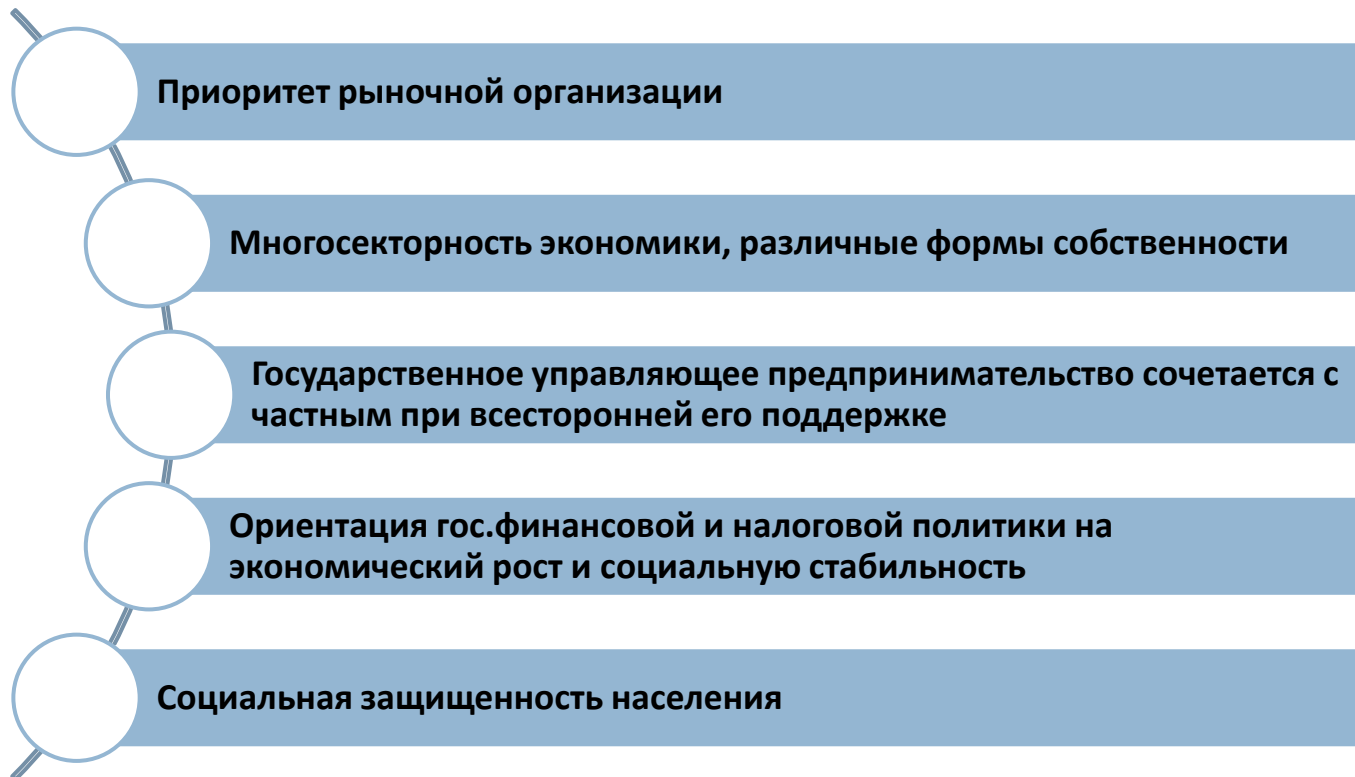 Приоритет рыночной организации
Многосекторность экономики, различные формы собственности
Государственное управляющее предпринимательство сочетается с
частным при всесторонней его поддержке
Ориентация гос.финансовой и налоговой политики на
экономический рост и социальную стабильность
Социальная защищенность населения